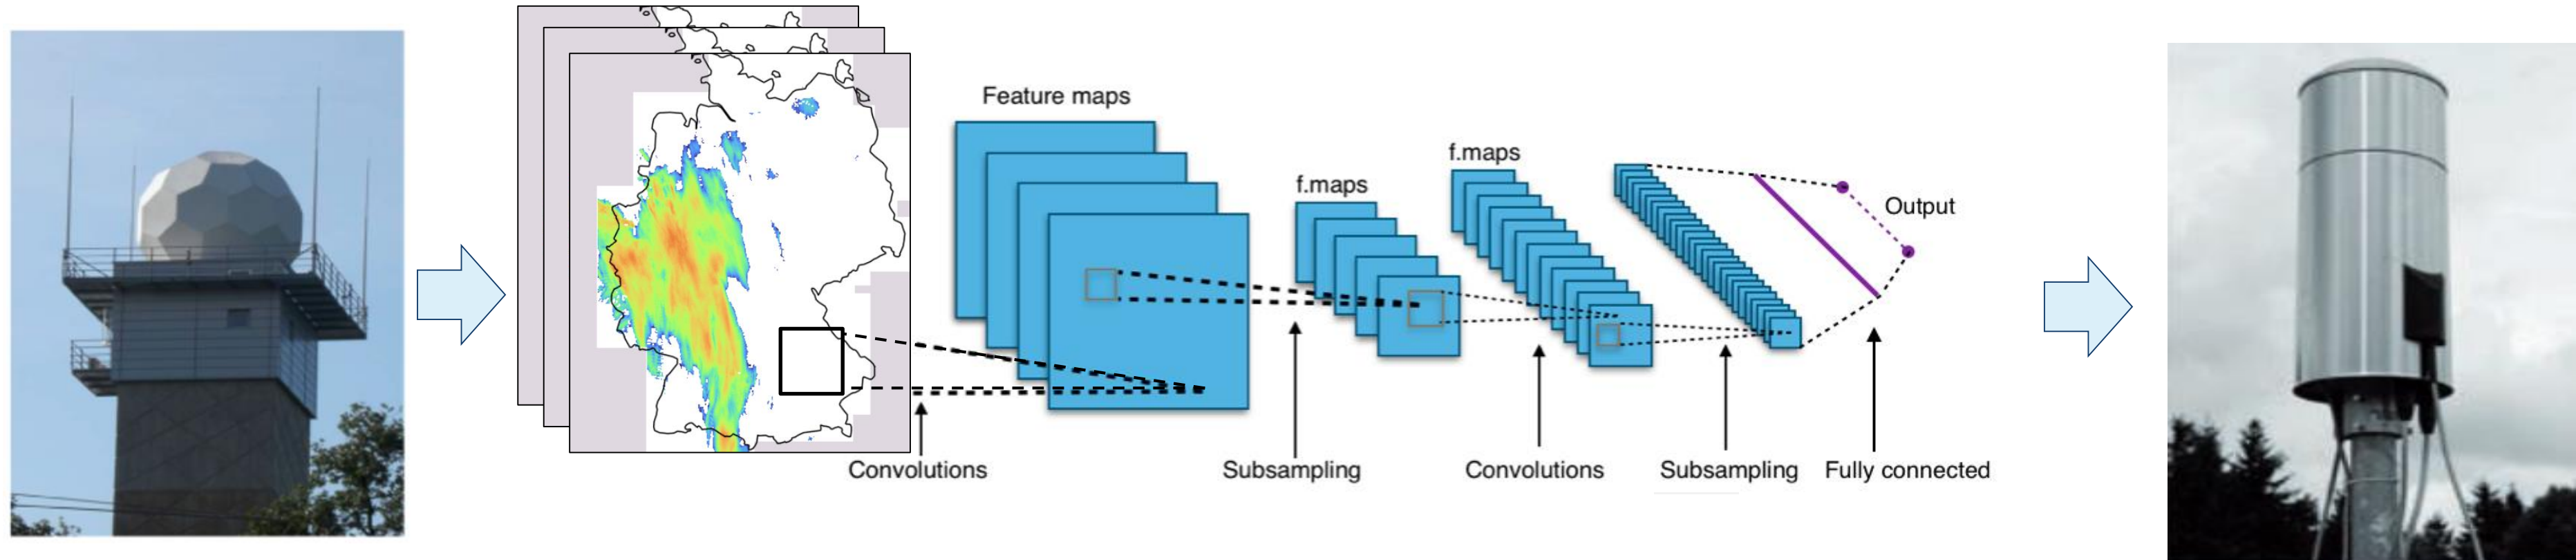 Feature maps
f.maps
f.maps
Output
Convolutions
Subsampling
Convolutions
Subsampling
Fully connected